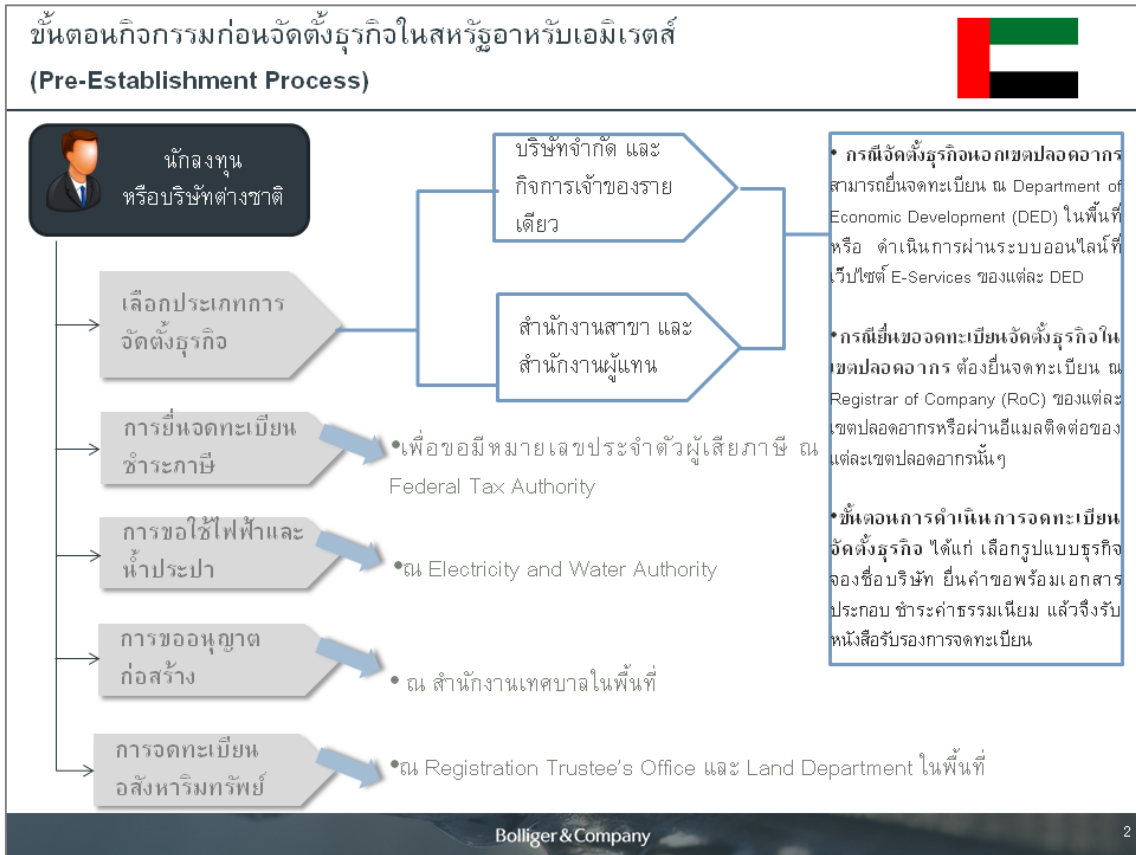 ขั้นตอนกิจกรรมก่อนจัดตั้งธุรกิจในสหรัฐอาหรับเอมิเรตส์
(Pre-Establishment Process)
นักลงทุน
หรือบริษัทต่างชาติ
เลือกประเภทการ
จัดตั้งธุรกิจ
บริษัทจำกัด และ
กิจการเจ้าของราย
เดียว
สำนักงานสาขา และ
สำนักงานผู้แทน
• กรณีจัดตั้งธุรกิจนอกเขตปลอดอากร
สามารถยื่นจดทะเบียน ณ Department of
Economic Development (DED) ในพื้นที่
หรือ ดำเนินการผ่านระบบออนไลน์ที่
เว็บไซต์ E-Services ของแต่ละ DED
•กรณียื่นขอจดทะเบียนจัดตั้งธุรกิจใน
เขตปลอดอากร ต้องยื่นจดทะเบียน ณ
Registrar of Company (RoC) ของแต่ละ
เขตปลอดอากรหรือผ่านอีเมลติดต่อของ
แต่ละเขตปลอดอากรนั้นๆ
•ขั้นตอนการดำเนินการจดทะเบียน
จัดตั้งธุรกิจ ได้แก่ เลือกรูปแบบธุรกิจ
จองชื่อบริษัท ยื่นคำขอพร้อมเอกสาร
ประกอบ ชำระค่าธรรมเนียม แล้วจึงรับ
หนังสือรับรองการจดทะเบียน
การยื่นจดทะเบียน
ชำระภาษี
•เพื่อขอมีหมายเลขประจำตัวผู้เสียภาษี ณ
Federal Tax Authority
การขอใช้ไฟฟ้าและ
น้ำประปา
•ณ Electricity and Water Authority
การขออนุญาต
ก่อสร้าง
• ณ สำนักงานเทศบาลในพื้นที่
การจดทะเบียน
อสังหาริมทรัพย์
•ณ Registration Trustee's Office และ Land Department ในพื้นที่
Bolliger & Company
2